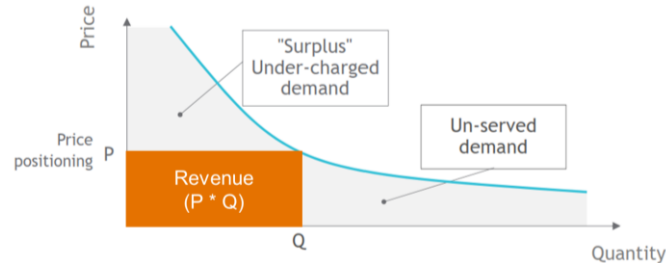 Price
"Surplus"
Under-charged
demand
Un-served
demand
Price
positioning
P
Revenue
(P * Q)
Q
Quantity